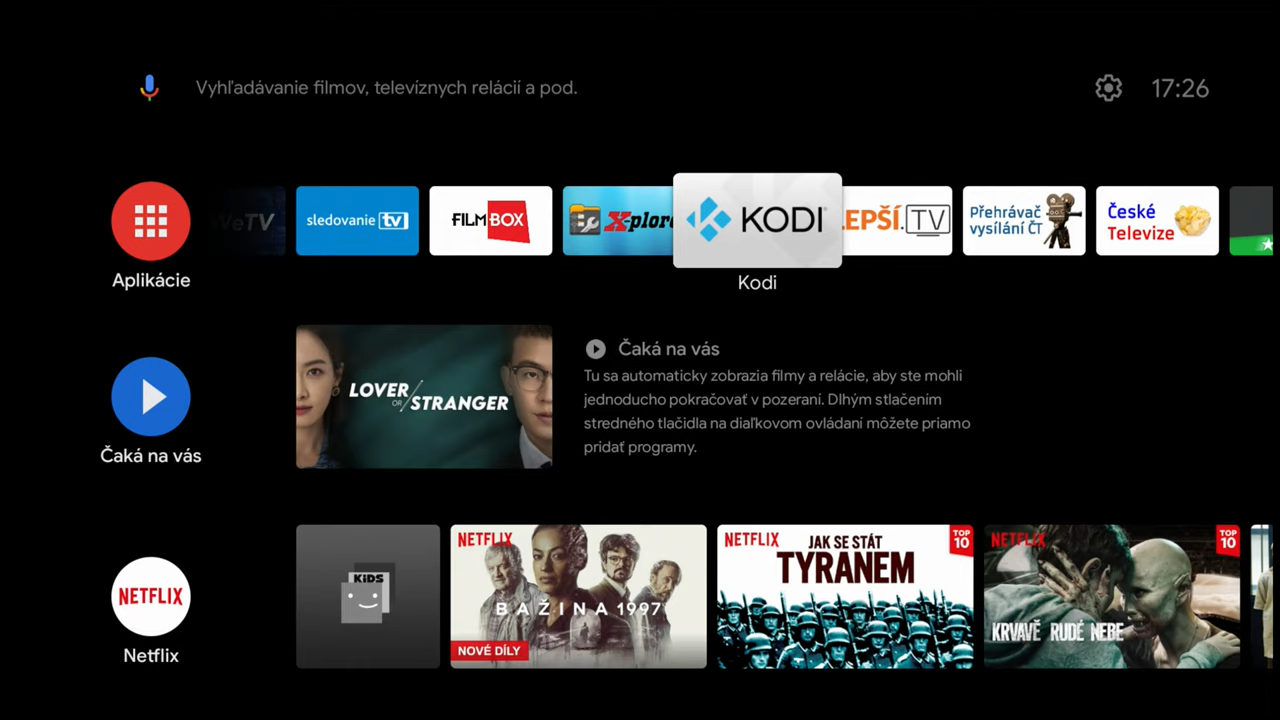 Vyhľadávanie filmov, televíznych relácií a pod.
17:26
WeTV
sledovanie tv
FILMBOX
X-plore
KODI
LEPŠÍ.TV
Přehrávač
vysílání ČT
České
Televize
Aplikácie
Kodi
Čaká na vás
Tu sa automaticky zobrazia filmy a relácie, aby ste mohli
jednoducho pokračovať v pozeraní. Dlhým stlačením
stredného tlačidla na diaľkovom ovládaní môžete priamo
pridať programy.
LOVER
OR STRANGER
Čaká na vás
NETFLIX
Netflix
KiDS
NETFLIX
BAŽINA 1997
NOVÉ DÍLY
NETFLIX
TOP
10
JAK SE STÁT
TYRANEM
NETFLIX
TOP
10
KRVAVĚ RUDÉ NEBE